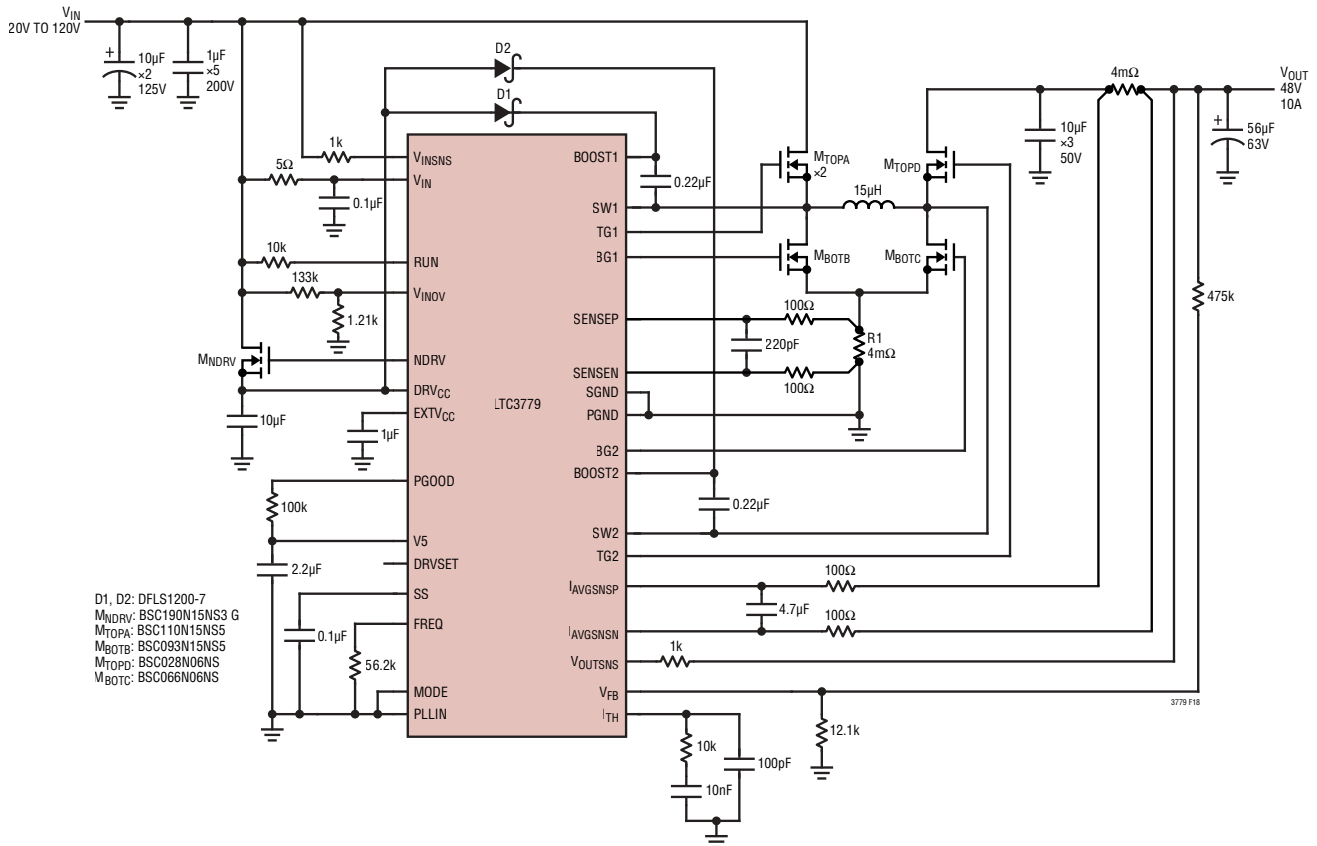 VIN
20V TO 120V
+
10µF
×2
125V
1µF
×5
200V
D2
D1
4mΩ
VOUT
48V
10A
10µF
×3
50V
+
56µF
63V
1k
5Ω
0.1µF
10k
133k
1.21k
MNDRV
10µF
1µF
100k
2.2µF
0.1µF
56.2k
VINSNS
VIN
RUN
VINOV
NDRV
DRVCC
EXTVCC
PGOOD
V5
DRVSET
SS
FREQ
MODE
PLLIN
LTC3779
BOOST1
SW1
TG1
BG1
SENSEP
SENSEN
SGND
PGND
BG2
BOOST2
SW2
TG2
IAVGSNSP
IAVGSNSN
VOUTSNS
VFB
ITH
0.22µF
MTOPA
×2
MTOPD
15µH
MBOTB
MBOTC
100Ω
220pF
R1
4mΩ
100Ω
475k
0.22µF
100Ω
4.7µF
100Ω
1k
12.1k
10k
100pF
10nF
D1, D2: DFLS1200-7
MNDRV: BSC190N15NS3 G
MTOPA: BSC110N15NS5
MBOTB: BSC093N15NS5
MTOPD: BSC028N06NS
MBOTC: BSC066N06NS
3779 F18